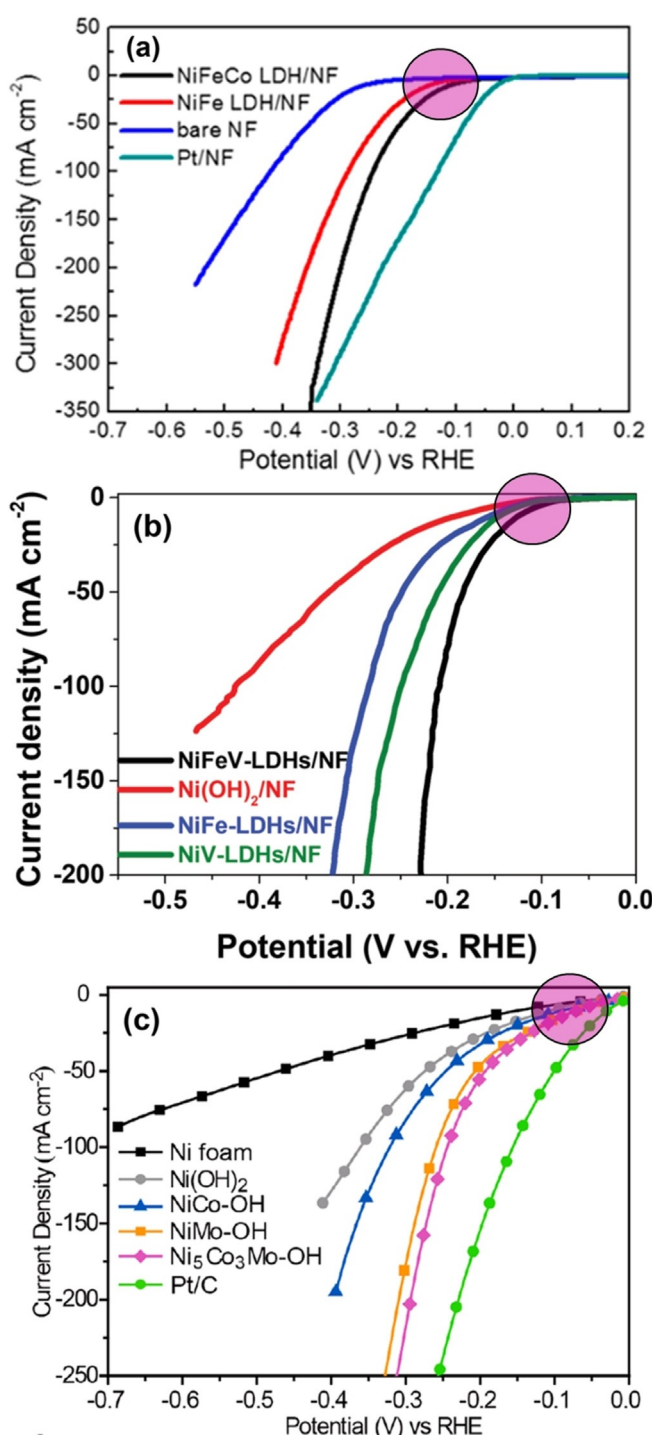 (a)
NiFeCo LDH/NF
NiFe LDH/NF
bare NF
Pt/NF
Current Density (mA cm⁻²)
50
0
-50
-100
-150
-200
-250
-300
-350
-0.7 -0.6 -0.5 -0.4 -0.3 -0.2 -0.1 0.0 0.1 0.2
Potential (V) vs RHE
(b)
Current density (mA cm⁻²)
0
-50
-100
-150
-200
NiFeV-LDHs/NF
Ni(OH)₂/NF
NiFe-LDHs/NF
NiV-LDHs/NF
-0.5 -0.4 -0.3 -0.2 -0.1 0.0
Potential (V vs. RHE)
(c)
Current Density (mA cm⁻²)
0
-50
-100
-150
-200
-250
Ni foam
Ni(OH)₂
NiCo-OH
NiMo-OH
Ni₅Co₃Mo-OH
Pt/C
-0.7 -0.6 -0.5 -0.4 -0.3 -0.2 -0.1 0.0
Potential (V) vs RHE